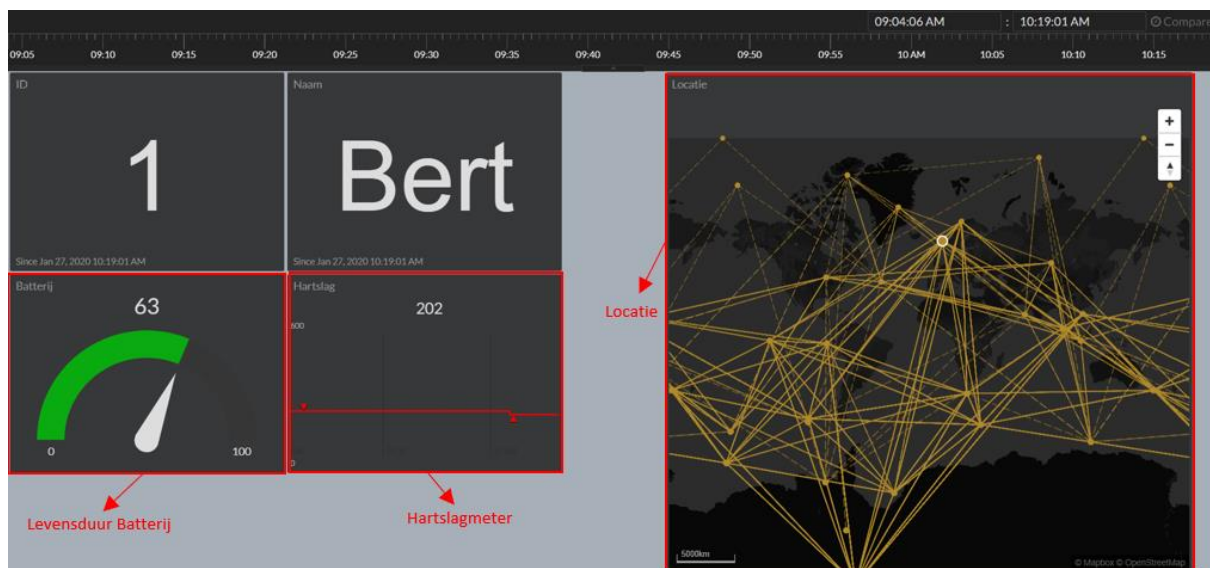 09:04:06 AM : 10:19:01 AM Compare
09:05 09:10 09:15 09:20 09:25 09:30 09:35 09:40 09:45 09:50 09:55 10 AM 10:05 10:10 10:15
ID
1
Since Jan 27, 2020 10:19:01 AM
Naam
Bert
Since Jan 27, 2020 10:19:01 AM
Locatie
+
−
Batterij
63
0 100
Hartslag
202
600
0
Locatie
Levensduur Batterij
Hartslagmeter
5000km
© Mapbox © OpenStreetMap